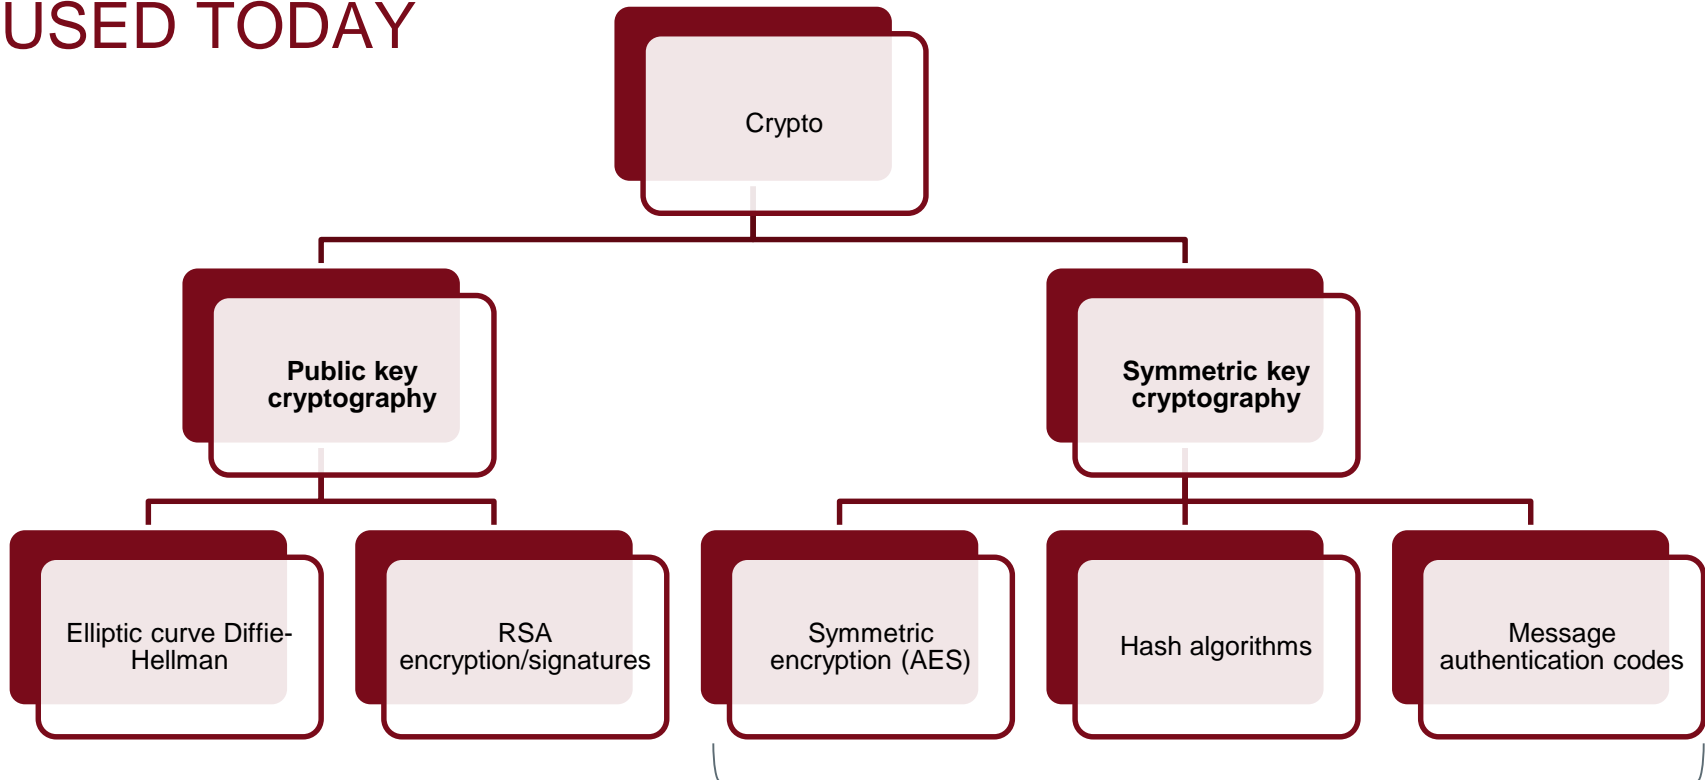 USED TODAY
Crypto
Public key
cryptography
Symmetric key
cryptography
Elliptic curve Diffie-
Hellman
RSA
encryption/signatures
Symmetric
encryption (AES)
Hash algorithms
Message
authentication codes